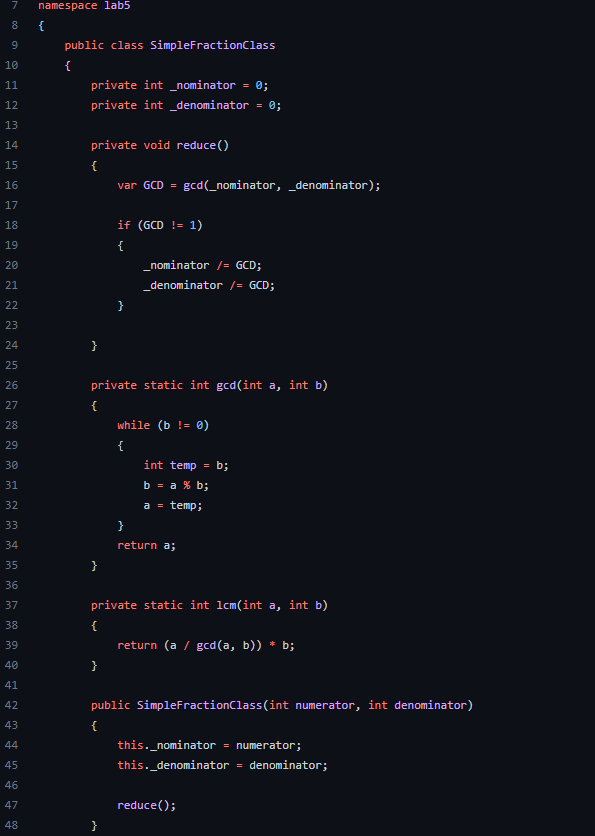 7 namespace lab5
8 {
9     public class SimpleFractionClass
10     {
11         private int _nominator = 0;
12         private int _denominator = 0;
13
14         private void reduce()
15         {
16             var GCD = gcd(_nominator, _denominator);
17
18             if (GCD != 1)
19             {
20                 _nominator /= GCD;
21                 _denominator /= GCD;
22             }
23
24         }
25
26         private static int gcd(int a, int b)
27         {
28             while (b != 0)
29             {
30                 int temp = b;
31                 b = a % b;
32                 a = temp;
33             }
34             return a;
35         }
36
37         private static int lcm(int a, int b)
38         {
39             return (a / gcd(a, b)) * b;
40         }
41
42         public SimpleFractionClass(int numerator, int denominator)
43         {
44             this._nominator = numerator;
45             this._denominator = denominator;
46
47             reduce();
48         }